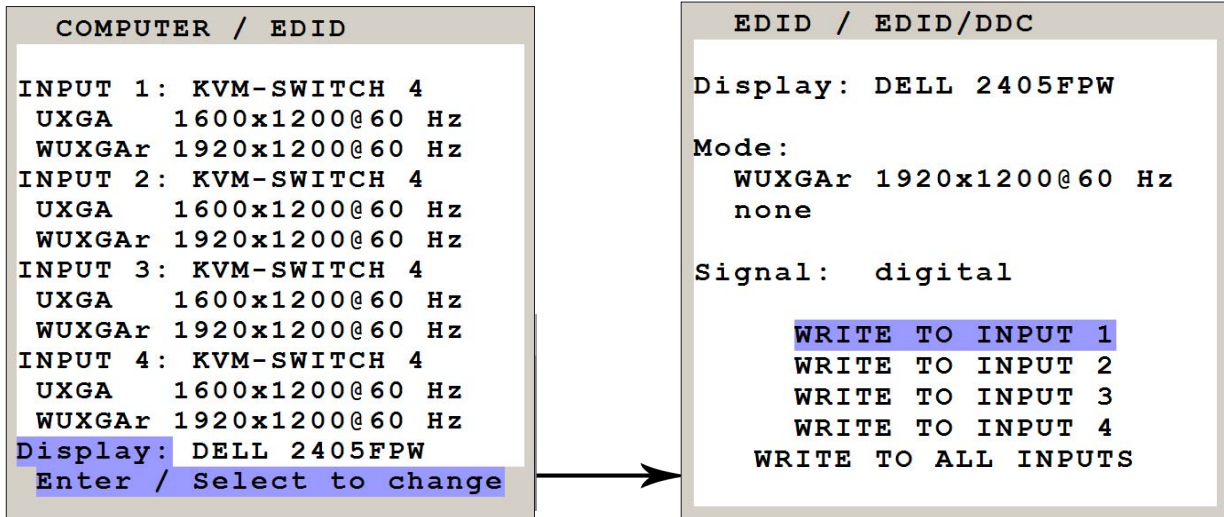 COMPUTER / EDID
INPUT 1: KVM-SWITCH 4
UXGA 1600x1200@60 Hz
WUXGAr 1920x1200@60 Hz
INPUT 2: KVM-SWITCH 4
UXGA 1600x1200@60 Hz
WUXGAr 1920x1200@60 Hz
INPUT 3: KVM-SWITCH 4
UXGA 1600x1200@60 Hz
WUXGAr 1920x1200@60 Hz
INPUT 4: KVM-SWITCH 4
UXGA 1600x1200@60 Hz
WUXGAr 1920x1200@60 Hz
Display: DELL 2405FPW
Enter / Select to change
EDID / EDID/DDC
Display: DELL 2405FPW
Mode:
WUXGAr 1920x1200@60 Hz
none
Signal: digital
WRITE TO INPUT 1
WRITE TO INPUT 2
WRITE TO INPUT 3
WRITE TO INPUT 4
WRITE TO ALL INPUTS